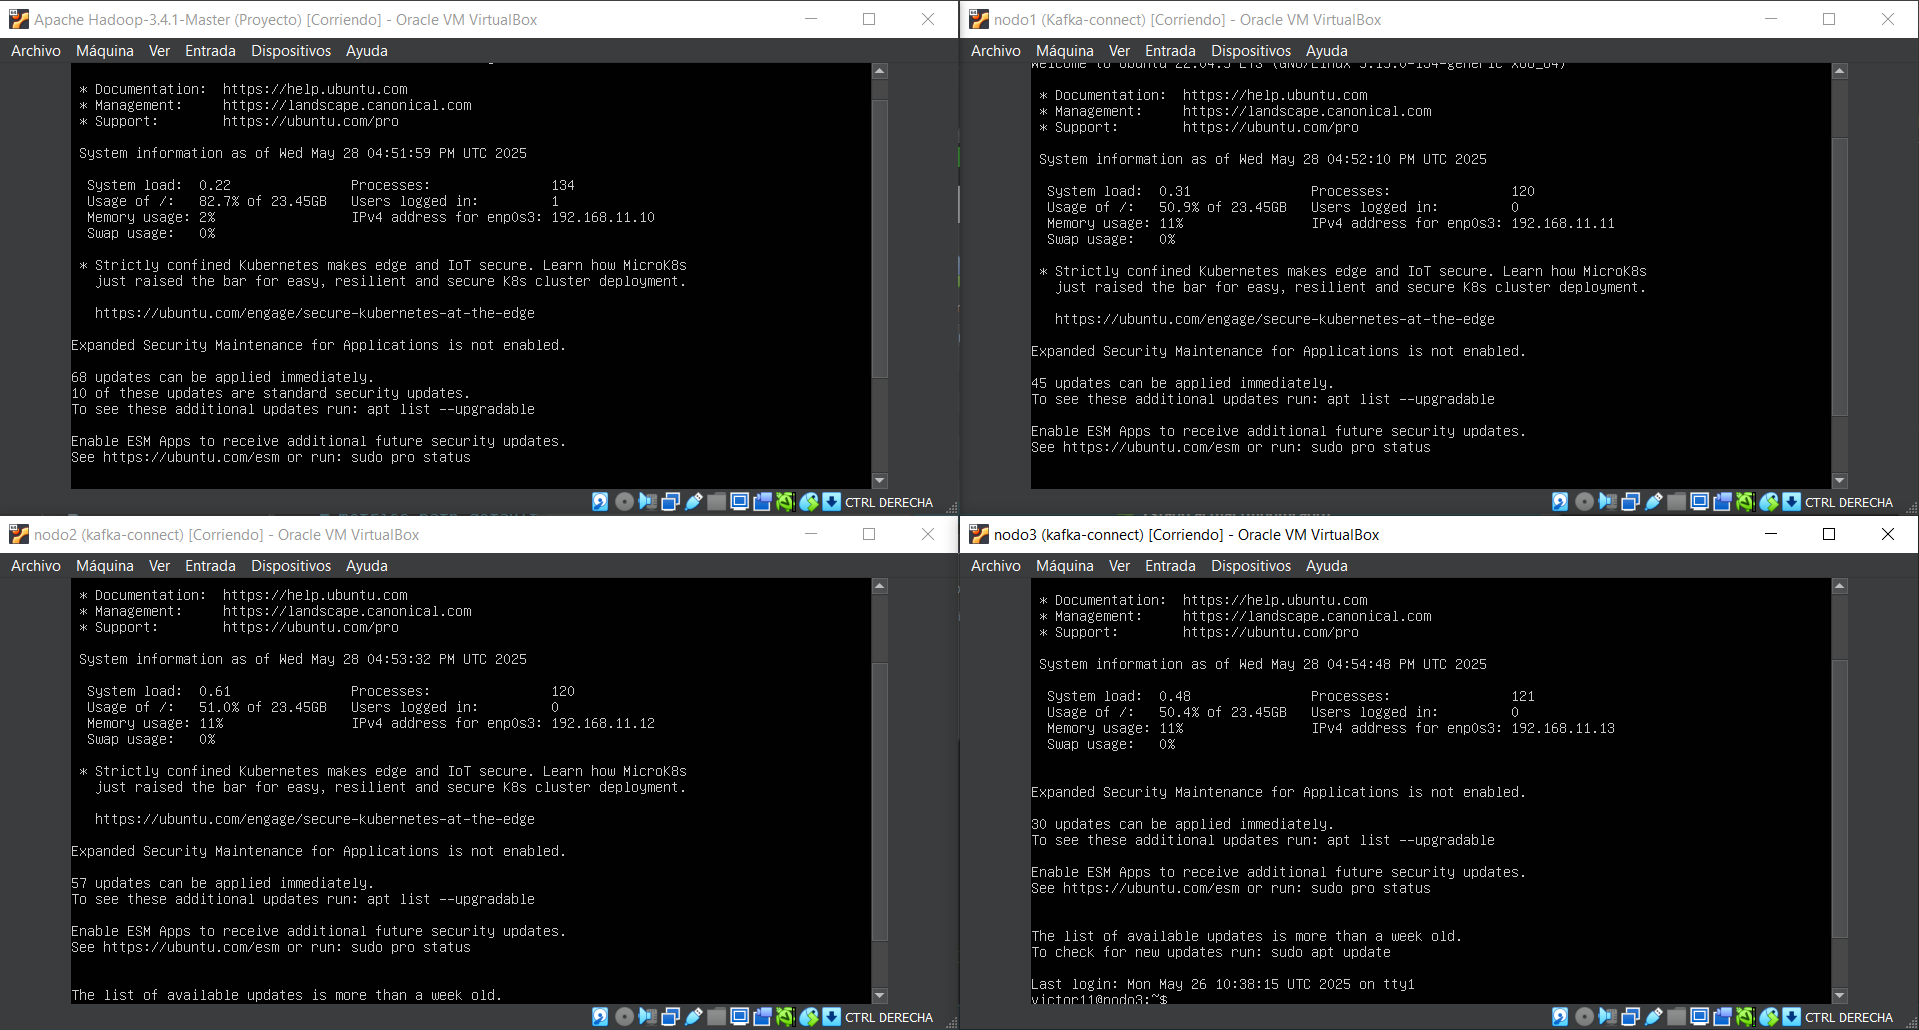 Apache Hadoop-3.4.1-Master (Proyecto) [Corriendo] - Oracle VM VirtualBox
Archivo Máquina Ver Entrada Dispositivos Ayuda
* Documentation: https://help.ubuntu.com
* Management: https://landscape.canonical.com
* Support: https://ubuntu.com/pro
System information as of Wed May 28 04:51:59 PM UTC 2025
System load: 0.22 Processes: 134
Usage of /: 82.7% of 23.45GB Users logged in: 1
Memory usage: 2% IPv4 address for enp0s3: 192.168.11.10
Swap usage: 0%
* Strictly confined Kubernetes makes edge and IoT secure. Learn how MicroK8s
just raised the bar for easy, resilient and secure K8s cluster deployment.
https://ubuntu.com/engage/secure-kubernetes-at-the-edge
Expanded Security Maintenance for Applications is not enabled.
68 updates can be applied immediately.
10 of these updates are standard security updates.
To see these additional updates run: apt list --upgradable
Enable ESM Apps to receive additional future security updates.
See https://ubuntu.com/esm or run: sudo pro status
CTRL DERECHA
nodo1 (Kafka-connect) [Corriendo] - Oracle VM VirtualBox
Archivo Máquina Ver Entrada Dispositivos Ayuda
Welcome to Ubuntu 22.04.5 LTS (GNU/Linux 5.15.0-134-generic x86_64)
* Documentation: https://help.ubuntu.com
* Management: https://landscape.canonical.com
* Support: https://ubuntu.com/pro
System information as of Wed May 28 04:52:10 PM UTC 2025
System load: 0.31 Processes: 120
Usage of /: 50.9% of 23.45GB Users logged in: 0
Memory usage: 11% IPv4 address for enp0s3: 192.168.11.11
Swap usage: 0%
* Strictly confined Kubernetes makes edge and IoT secure. Learn how MicroK8s
just raised the bar for easy, resilient and secure K8s cluster deployment.
https://ubuntu.com/engage/secure-kubernetes-at-the-edge
Expanded Security Maintenance for Applications is not enabled.
45 updates can be applied immediately.
To see these additional updates run: apt list --upgradable
Enable ESM Apps to receive additional future security updates.
See https://ubuntu.com/esm or run: sudo pro status
CTRL DERECHA
nodo2 (kafka-connect) [Corriendo] - Oracle VM VirtualBox
Archivo Máquina Ver Entrada Dispositivos Ayuda
* Documentation: https://help.ubuntu.com
* Management: https://landscape.canonical.com
* Support: https://ubuntu.com/pro
System information as of Wed May 28 04:53:32 PM UTC 2025
System load: 0.61 Processes: 120
Usage of /: 51.0% of 23.45GB Users logged in: 0
Memory usage: 11% IPv4 address for enp0s3: 192.168.11.12
Swap usage: 0%
* Strictly confined Kubernetes makes edge and IoT secure. Learn how MicroK8s
just raised the bar for easy, resilient and secure K8s cluster deployment.
https://ubuntu.com/engage/secure-kubernetes-at-the-edge
Expanded Security Maintenance for Applications is not enabled.
57 updates can be applied immediately.
To see these additional updates run: apt list --upgradable
Enable ESM Apps to receive additional future security updates.
See https://ubuntu.com/esm or run: sudo pro status
The list of available updates is more than a week old.
CTRL DERECHA
nodo3 (kafka-connect) [Corriendo] - Oracle VM VirtualBox
Archivo Máquina Ver Entrada Dispositivos Ayuda
* Documentation: https://help.ubuntu.com
* Management: https://landscape.canonical.com
* Support: https://ubuntu.com/pro
System information as of Wed May 28 04:54:48 PM UTC 2025
System load: 0.48 Processes: 121
Usage of /: 50.4% of 23.45GB Users logged in: 0
Memory usage: 11% IPv4 address for enp0s3: 192.168.11.13
Swap usage: 0%
Expanded Security Maintenance for Applications is not enabled.
30 updates can be applied immediately.
To see these additional updates run: apt list --upgradable
Enable ESM Apps to receive additional future security updates.
See https://ubuntu.com/esm or run: sudo pro status
The list of available updates is more than a week old.
To check for new updates run: sudo apt update
Last login: Mon May 26 10:38:15 UTC 2025 on tty1
victor11@nodo3:~$
CTRL DERECHA